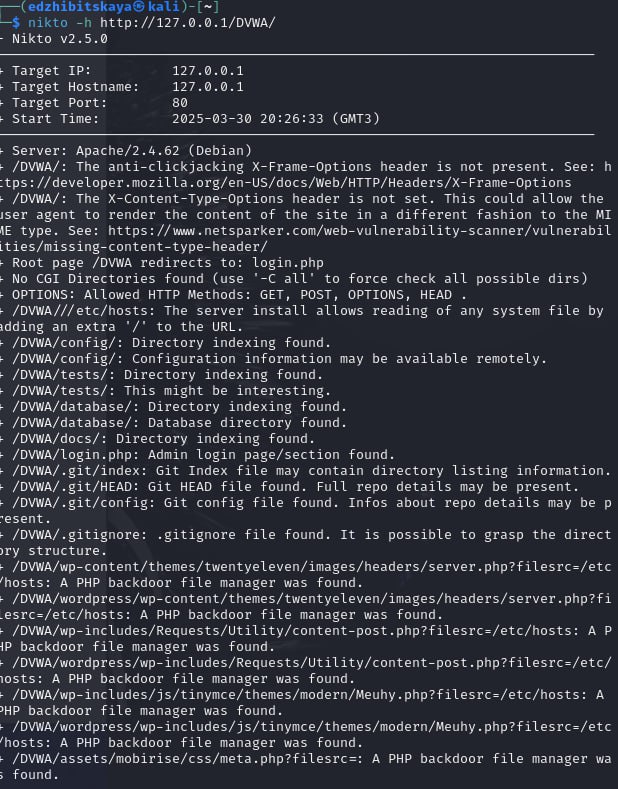 ┌──(edzhibitskaya㉿kali)-[~]
└─$ nikto -h http://127.0.0.1/DVWA/
- Nikto v2.5.0
+ Target IP: 127.0.0.1
+ Target Hostname: 127.0.0.1
+ Target Port: 80
+ Start Time: 2025-03-30 20:26:33 (GMT3)
+ Server: Apache/2.4.62 (Debian)
+ /DVWA/: The anti-clickjacking X-Frame-Options header is not present. See: h
ttps://developer.mozilla.org/en-US/docs/Web/HTTP/Headers/X-Frame-Options
+ /DVWA/: The X-Content-Type-Options header is not set. This could allow the
user agent to render the content of the site in a different fashion to the MI
ME type. See: https://www.netsparker.com/web-vulnerability-scanner/vulnerabil
ities/missing-content-type-header/
+ Root page /DVWA redirects to: login.php
+ No CGI Directories found (use '-C all' to force check all possible dirs)
+ OPTIONS: Allowed HTTP Methods: GET, POST, OPTIONS, HEAD .
+ /DVWA///etc/hosts: The server install allows reading of any system file by
adding an extra '/' to the URL.
+ /DVWA/config/: Directory indexing found.
+ /DVWA/config/: Configuration information may be available remotely.
+ /DVWA/tests/: Directory indexing found.
+ /DVWA/tests/: This might be interesting.
+ /DVWA/database/: Directory indexing found.
+ /DVWA/database/: Database directory found.
+ /DVWA/docs/: Directory indexing found.
+ /DVWA/login.php: Admin login page/section found.
+ /DVWA/.git/index: Git Index file may contain directory listing information.
+ /DVWA/.git/HEAD: Git HEAD file found. Full repo details may be present.
+ /DVWA/.git/config: Git config file found. Infos about repo details may be p
resent.
+ /DVWA/.gitignore: .gitignore file found. It is possible to grasp the direct
ory structure.
+ /DVWA/wp-content/themes/twentyeleven/images/headers/server.php?filesrc=/etc
/hosts: A PHP backdoor file manager was found.
+ /DVWA/wordpress/wp-content/themes/twentyeleven/images/headers/server.php?fi
lesrc=/etc/hosts: A PHP backdoor file manager was found.
+ /DVWA/wp-includes/Requests/Utility/content-post.php?filesrc=/etc/hosts: A P
HP backdoor file manager was found.
+ /DVWA/wordpress/wp-includes/Requests/Utility/content-post.php?filesrc=/etc/
hosts: A PHP backdoor file manager was found.
+ /DVWA/wp-includes/js/tinymce/themes/modern/Meuhy.php?filesrc=/etc/hosts: A
PHP backdoor file manager was found.
+ /DVWA/wordpress/wp-includes/js/tinymce/themes/modern/Meuhy.php?filesrc=/etc
/hosts: A PHP backdoor file manager was found.
+ /DVWA/assets/mobirise/css/meta.php?filesrc=: A PHP backdoor file manager wa
s found.